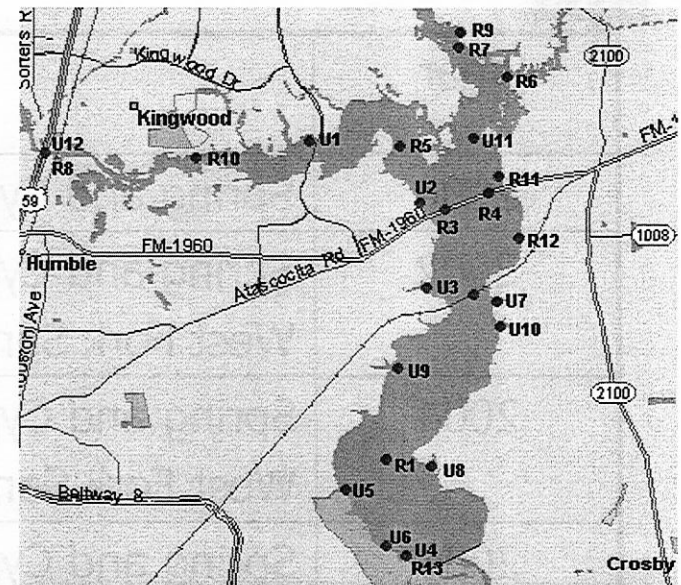 R9
R7
2100
Kingwood Dr
R6
Kingwood
U12
U1
U11
R5
R8
R10
R11
U2
R4
59
R3
FM-1960
FM-1960
R12
1008
Humble
Atascocita Rd
U3
U7
U10
U9
2100
R1
U8
Beltway 8
U5
U6
U4
R13
Crosby